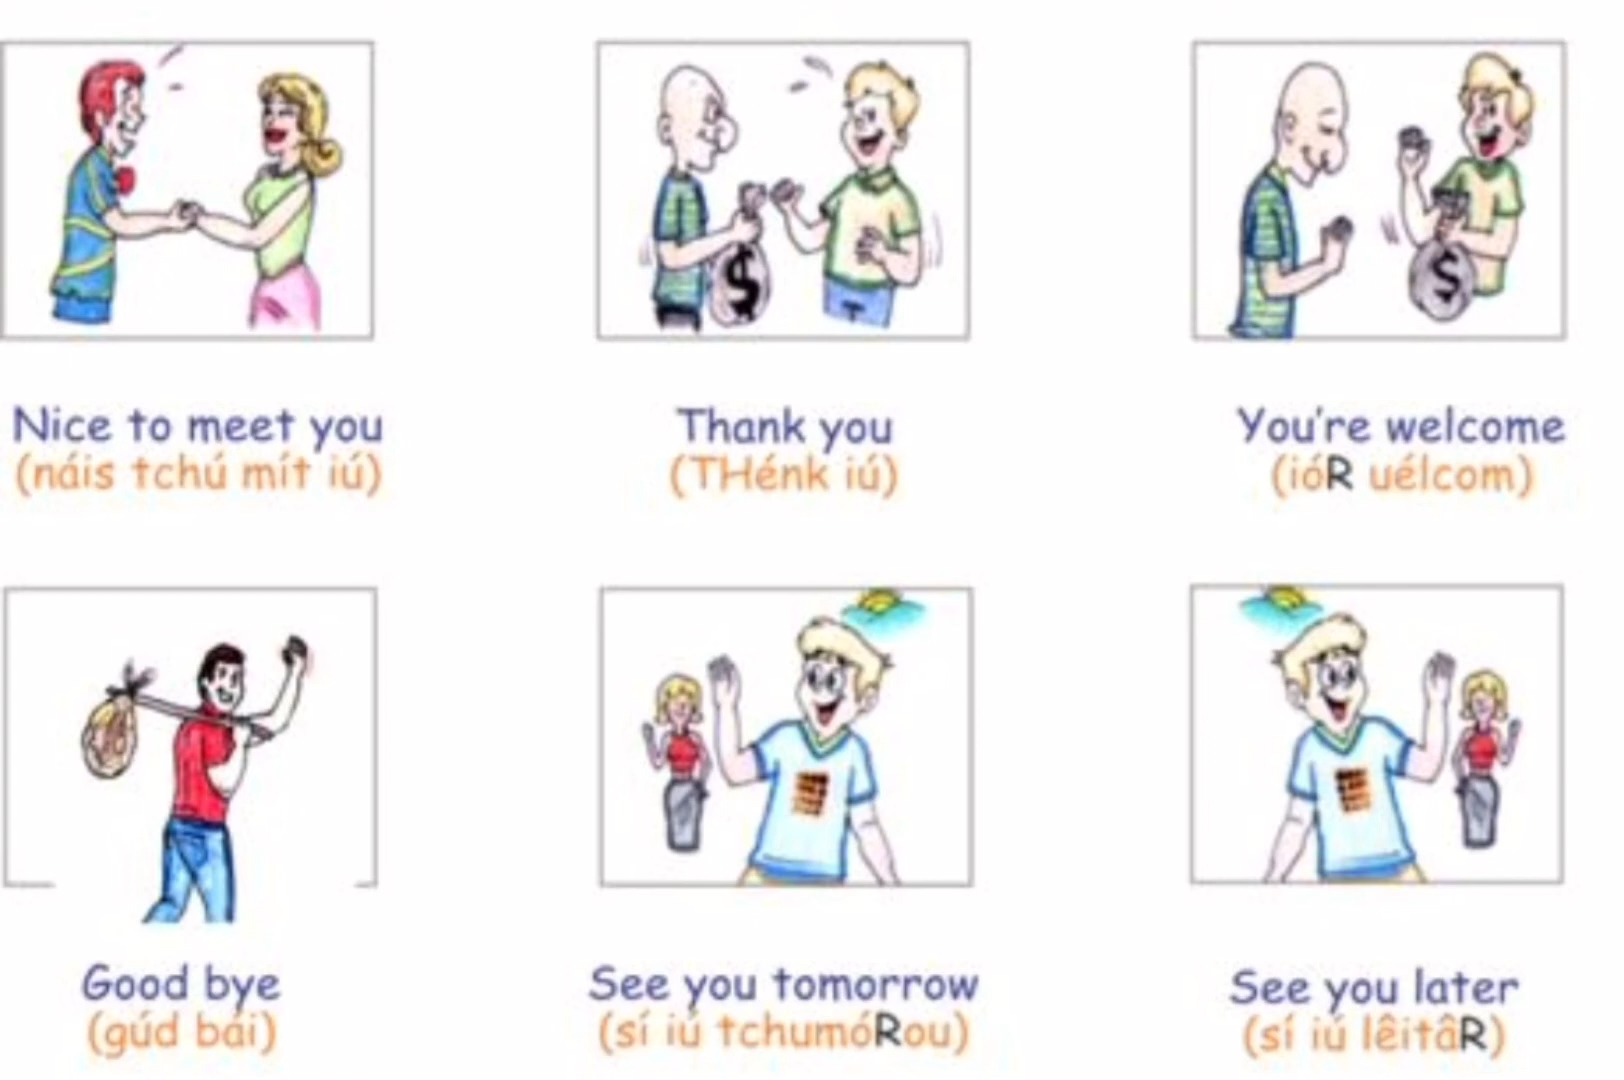 Nice to meet you
(náis tchú mít iú)
Thank you
(THénk iú)
You're welcome
(ióR uélcom)
Good bye
(gúd bái)
See you tomorrow
(sí iú tchumóRou)
See you later
(sí iú lêitâR)
$
$